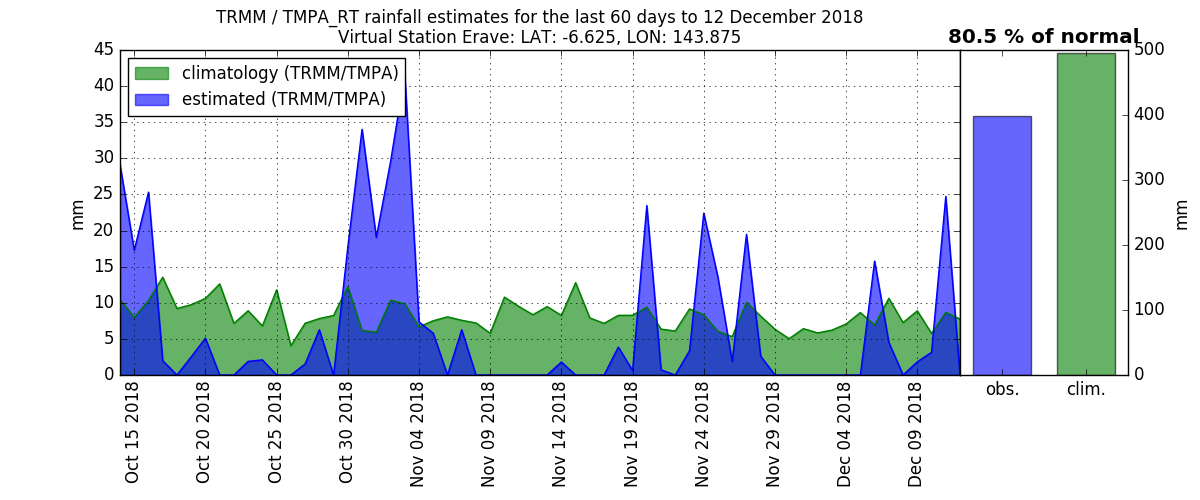 TRMM / TMPA_RT rainfall estimates for the last 60 days to 12 December 2018
Virtual Station Erave: LAT: -6.625, LON: 143.875
80.5 % of normal
climatology (TRMM/TMPA)
estimated (TRMM/TMPA)
45
40
35
30
25
20
15
10
5
0
mm
Oct 15 2018
Oct 20 2018
Oct 25 2018
Oct 30 2018
Nov 04 2018
Nov 09 2018
Nov 14 2018
Nov 19 2018
Nov 24 2018
Nov 29 2018
Dec 04 2018
Dec 09 2018
obs.
clim.
500
400
300
200
100
0
mm